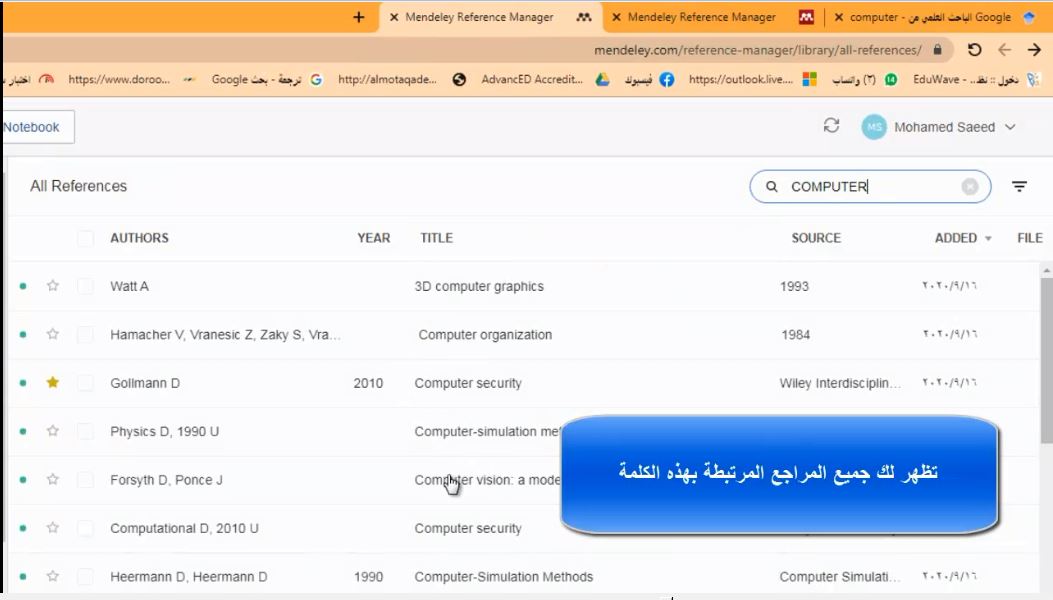 Mendeley Reference Manager
Mendeley Reference Manager
computer - الباحث العلمي من Google
mendeley.com/reference-manager/library/all-references/
https://www.doroo...
ترجمة - بحث Google
http://almotaqade...
AdvancED Accredit...
فيسبوك
https://outlook.live....
(٢) واتساب
EduWave - ..دخول :: نظ
Notebook
MS Mohamed Saeed
All References
COMPUTER
AUTHORS YEAR TITLE SOURCE ADDED FILE
Watt A 3D computer graphics 1993 ٢٠٢٠/٩/١٦
Hamacher V, Vranesic Z, Zaky S, Vra... Computer organization 1984 ٢٠٢٠/٩/١٦
Gollmann D 2010 Computer security Wiley Interdisciplin... ٢٠٢٠/٩/١٦
Physics D, 1990 U Computer-simulation me
Forsyth D, Ponce J Computer vision: a mode
Computational D, 2010 U Computer security
Heermann D, Heermann D 1990 Computer-Simulation Methods Computer Simulati... ٢٠٢٠/٩/١٦
تظهر لك جميع المراجع المرتبطة بهذه الكلمة